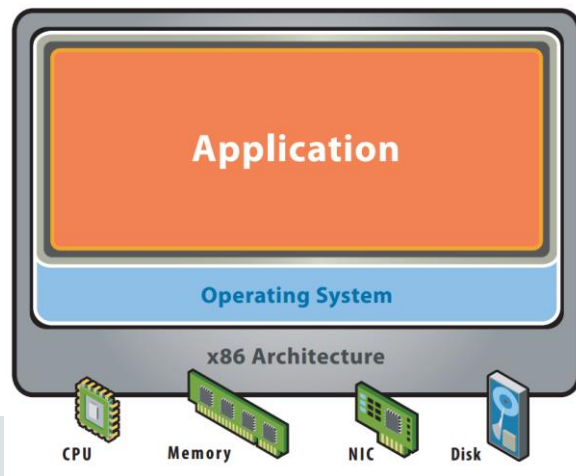 Application
Operating System
x86 Architecture
CPU Memory NIC Disk